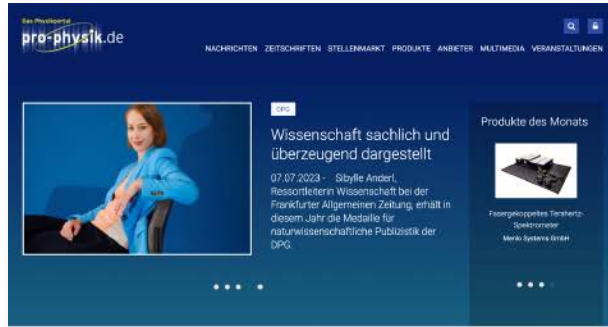 Das Physikportal
pro-physik.de
NACHRICHTEN ZEITSCHRIFTEN STELLENMARKT PRODUKTE ANBIETER MULTIMEDIA VERANSTALTUNGEN
DPG
Wissenschaft sachlich und
überzeugend dargestellt
07.07.2023 - Sibylle Anderl,
Ressortleiterin Wissenschaft bei der
Frankfurter Allgemeinen Zeitung, erhält in
diesem Jahr die Medaille für
naturwissenschaftliche Publizistik der
DPG.
Produkte des Monats
Fasergekoppeltes Terahertz-
Spektrometer
Menlo Systems GmbH